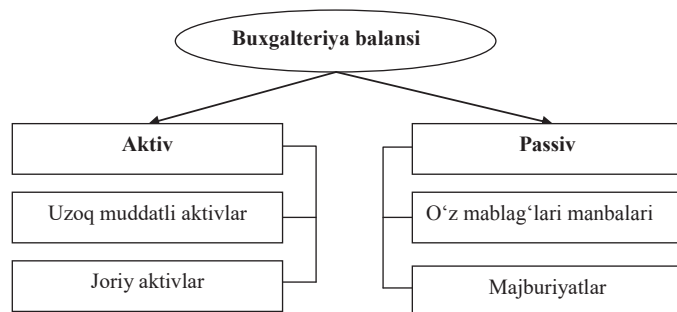 Buxgalteriya balansi
Aktiv
Passiv
Uzoq muddatli aktivlar
O‘z mablag‘lari manbalari
Joriy aktivlar
Majburiyatlar